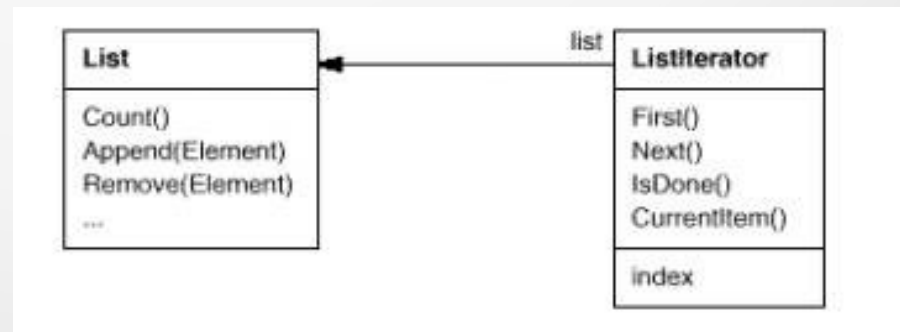 List
Count()
Append(Element)
Remove(Element)
...
list
ListIterator
First()
Next()
IsDone()
CurrentItem()
index